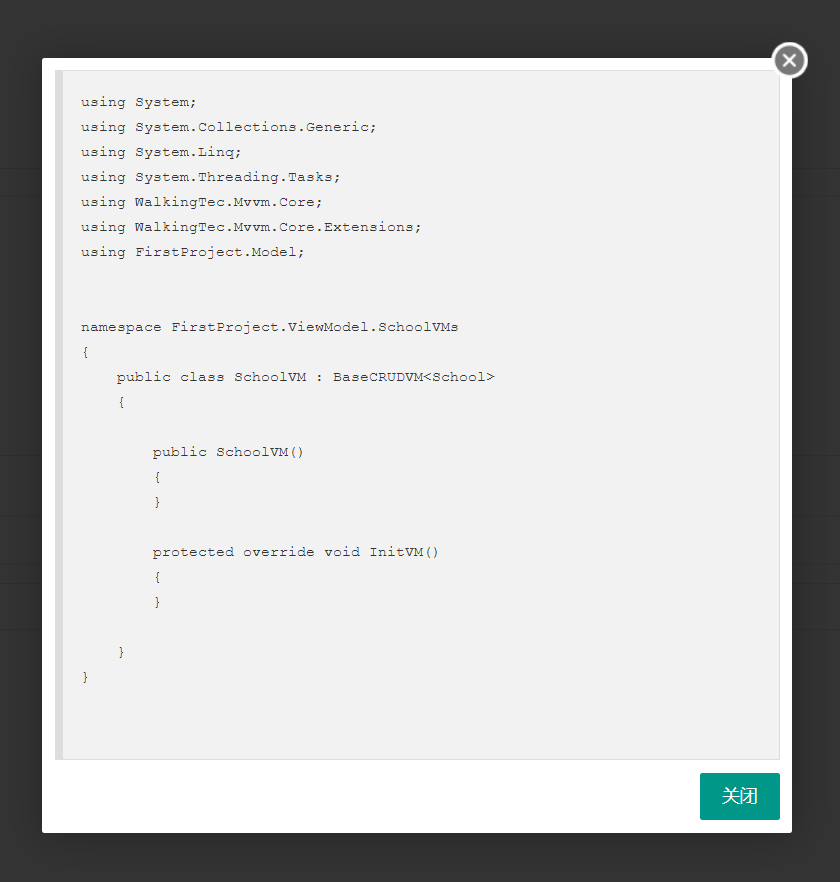 using System;
using System.Collections.Generic;
using System.Linq;
using System.Threading.Tasks;
using WalkingTec.Mvvm.Core;
using WalkingTec.Mvvm.Core.Extensions;
using FirstProject.Model;
namespace FirstProject.ViewModel.SchoolVMs
{
    public class SchoolVM : BaseCRUDVM<School>
    {
        public SchoolVM()
        {
        }
        protected override void InitVM()
        {
        }
    }
}
关闭